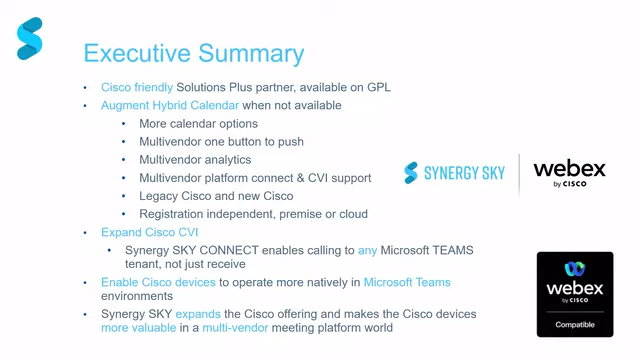 Executive Summary
• Cisco friendly Solutions Plus partner, available on GPL
• Augment Hybrid Calendar when not available
• More calendar options
• Multivendor one button to push
• Multivendor analytics
• Multivendor platform connect & CVI support
• Legacy Cisco and new Cisco
• Registration independent, premise or cloud
• Expand Cisco CVI
• Synergy SKY CONNECT enables calling to any Microsoft TEAMS
tenant, not just receive
• Enable Cisco devices to operate more natively in Microsoft Teams
environments
• Synergy SKY expands the Cisco offering and makes the Cisco devices
more valuable in a multi-vendor meeting platform world
SYNERGY SKY
webex
by CISCO
webex
by CISCO
Compatible